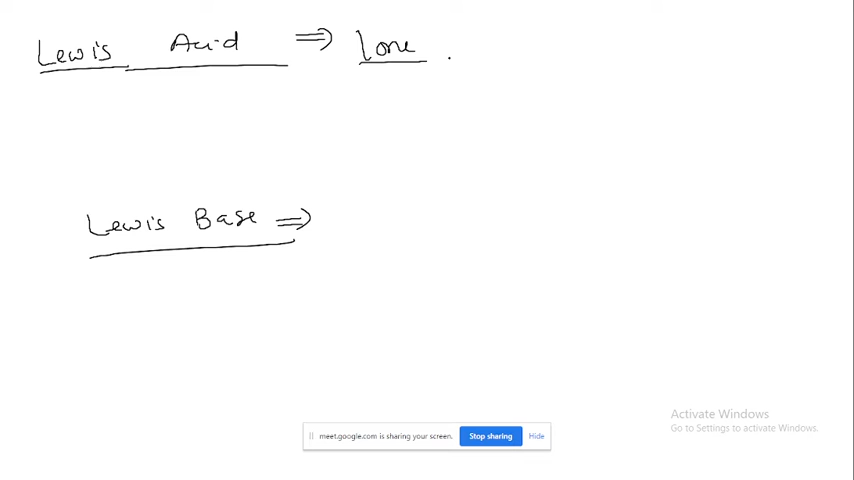 Lewis Acid ⇒ lone .
Lewis Base ⇒
Activate Windows
Go to Settings to activate Windows.
meet.google.com is sharing your screen. Stop sharing Hide